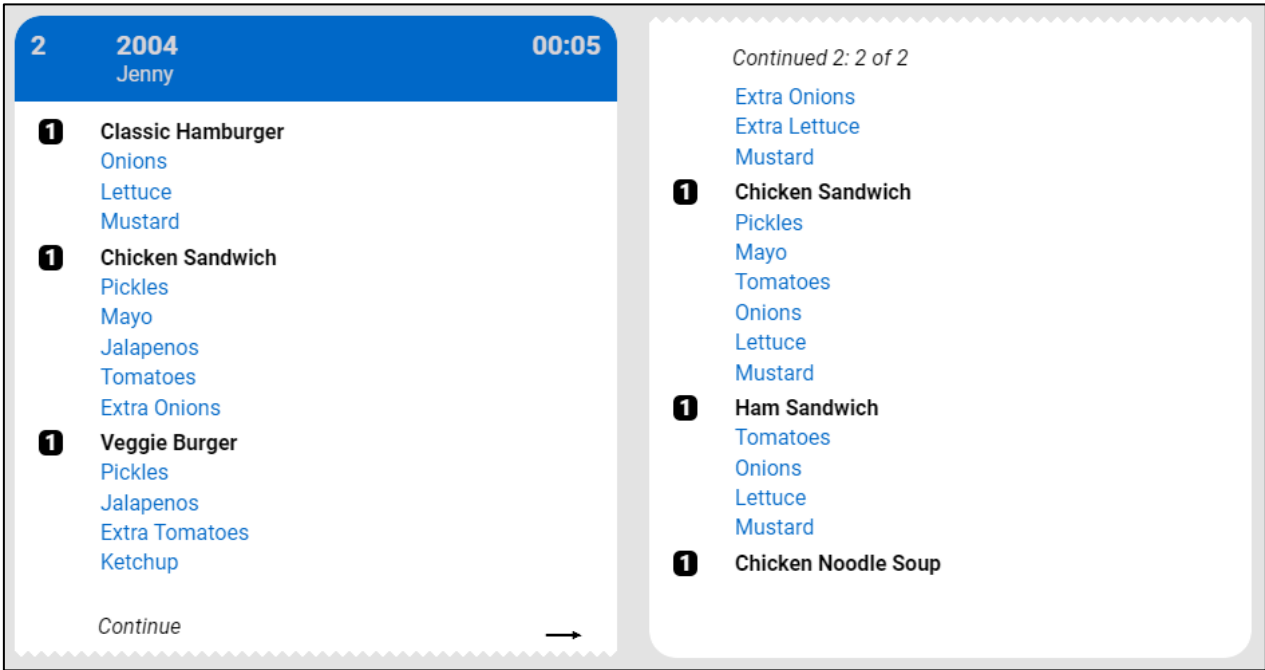 2 2004 00:05
Jenny
1 Classic Hamburger
Onions
Lettuce
Mustard
1 Chicken Sandwich
Pickles
Mayo
Jalapenos
Tomatoes
Extra Onions
1 Veggie Burger
Pickles
Jalapenos
Extra Tomatoes
Ketchup
Continue
Continued 2: 2 of 2
Extra Onions
Extra Lettuce
Mustard
1 Chicken Sandwich
Pickles
Mayo
Tomatoes
Onions
Lettuce
Mustard
1 Ham Sandwich
Tomatoes
Onions
Lettuce
Mustard
1 Chicken Noodle Soup